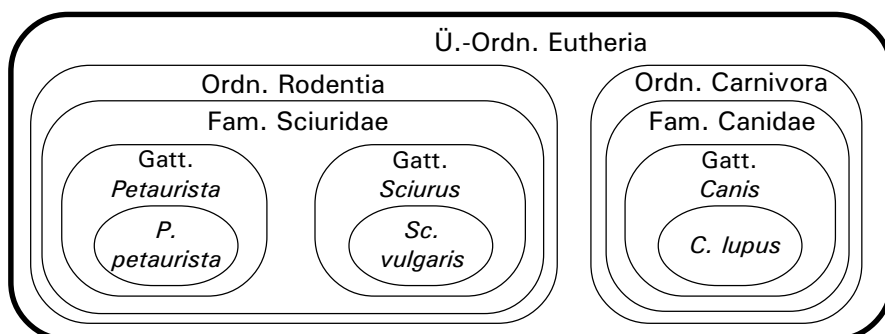 Ü.-Ordn. Eutheria
Ordn. Rodentia
Fam. Sciuridae
Gatt.
Petaurista
P.
petaurista
Gatt.
Sciurus
Sc.
vulgaris
Ordn. Carnivora
Fam. Canidae
Gatt.
Canis
C. lupus